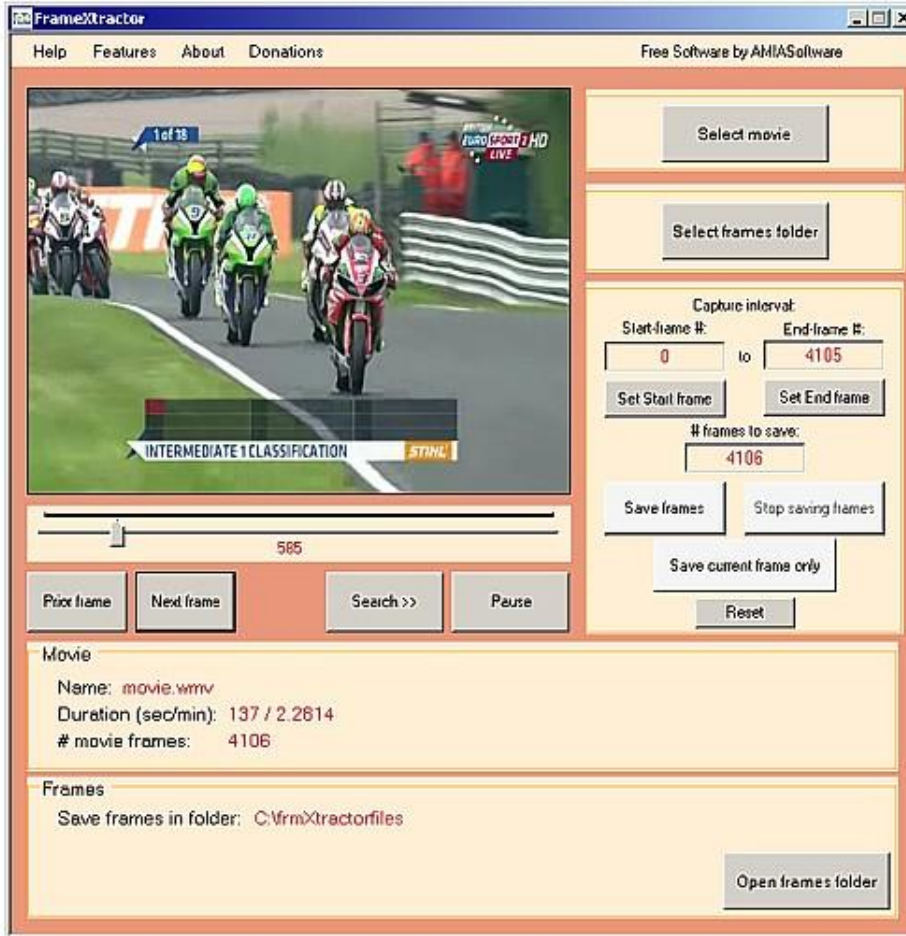 FrameXtractor
Help Features About Donations Free Software by AMIASoftware
1 of 18
BRITISH
EUROSPORT 2 HD
LIVE
INTERMEDIATE 1 CLASSIFICATION STIHL
585
Prior frame Next frame Search >> Pause
Select movie
Select frames folder
Capture interval:
Start-frame #: End-frame #:
0 to 4105
Set Start frame Set End frame
# frames to save:
4106
Save frames Stop saving frames
Save current frame only
Reset
Movie
Name: movie.wmv
Duration (sec/min): 137 / 2.2814
# movie frames: 4106
Frames
Save frames in folder: C:\frmXtractorfiles
Open frames folder